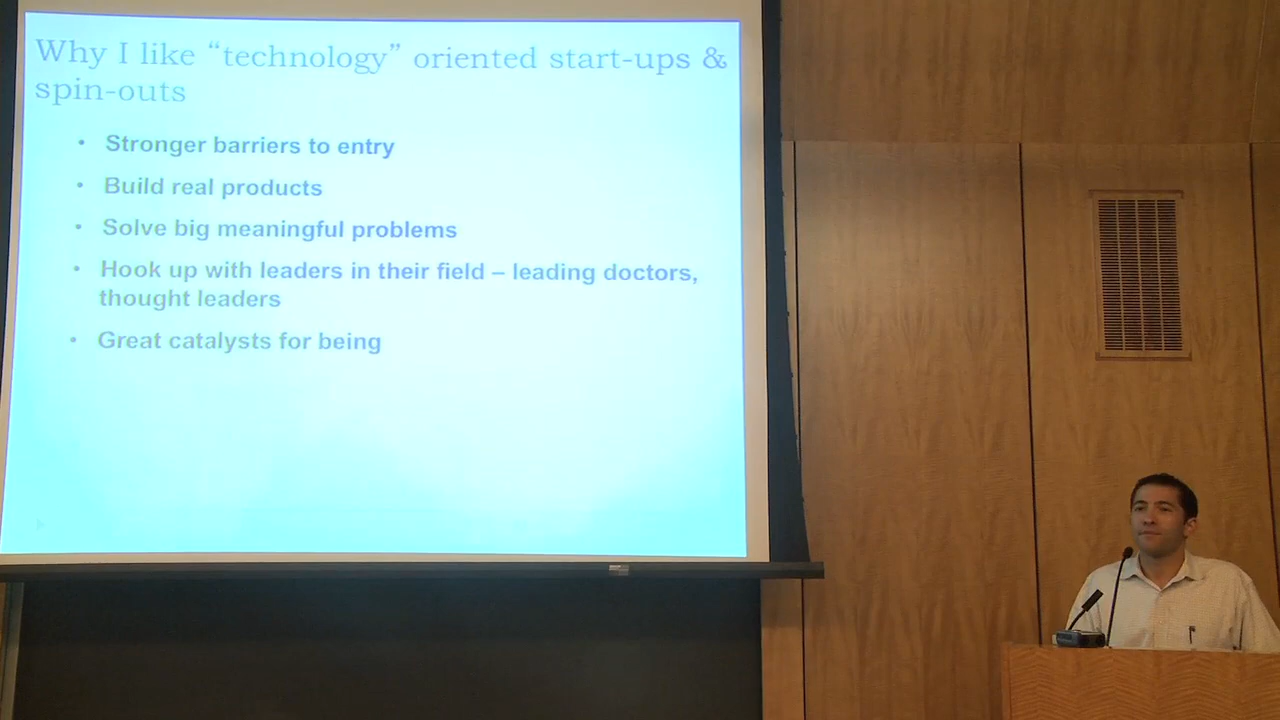 Why I like “technology” oriented start-ups &
spin-outs
• Stronger barriers to entry
• Build real products
• Solve big meaningful problems
• Hook up with leaders in their field – leading doctors,
thought leaders
• Great catalysts for being